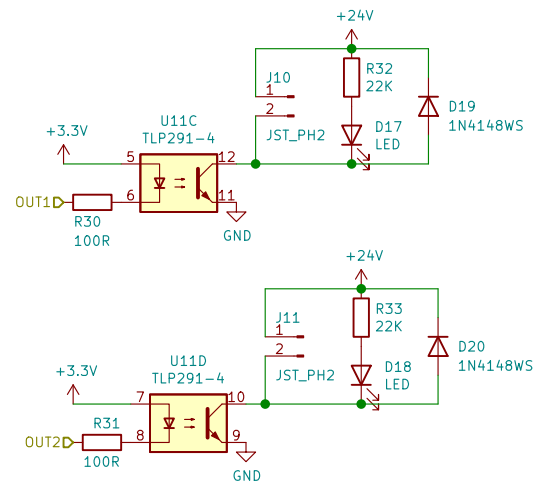 +24V
J10
1
2
JST_PH2
R32
22K
D17
LED
D19
1N4148WS
+3.3V
U11C
TLP291-4
5
12
6
11
OUT1
R30
100R
GND
+24V
J11
1
2
JST_PH2
R33
22K
D18
LED
D20
1N4148WS
+3.3V
U11D
TLP291-4
7
10
8
9
OUT2
R31
100R
GND